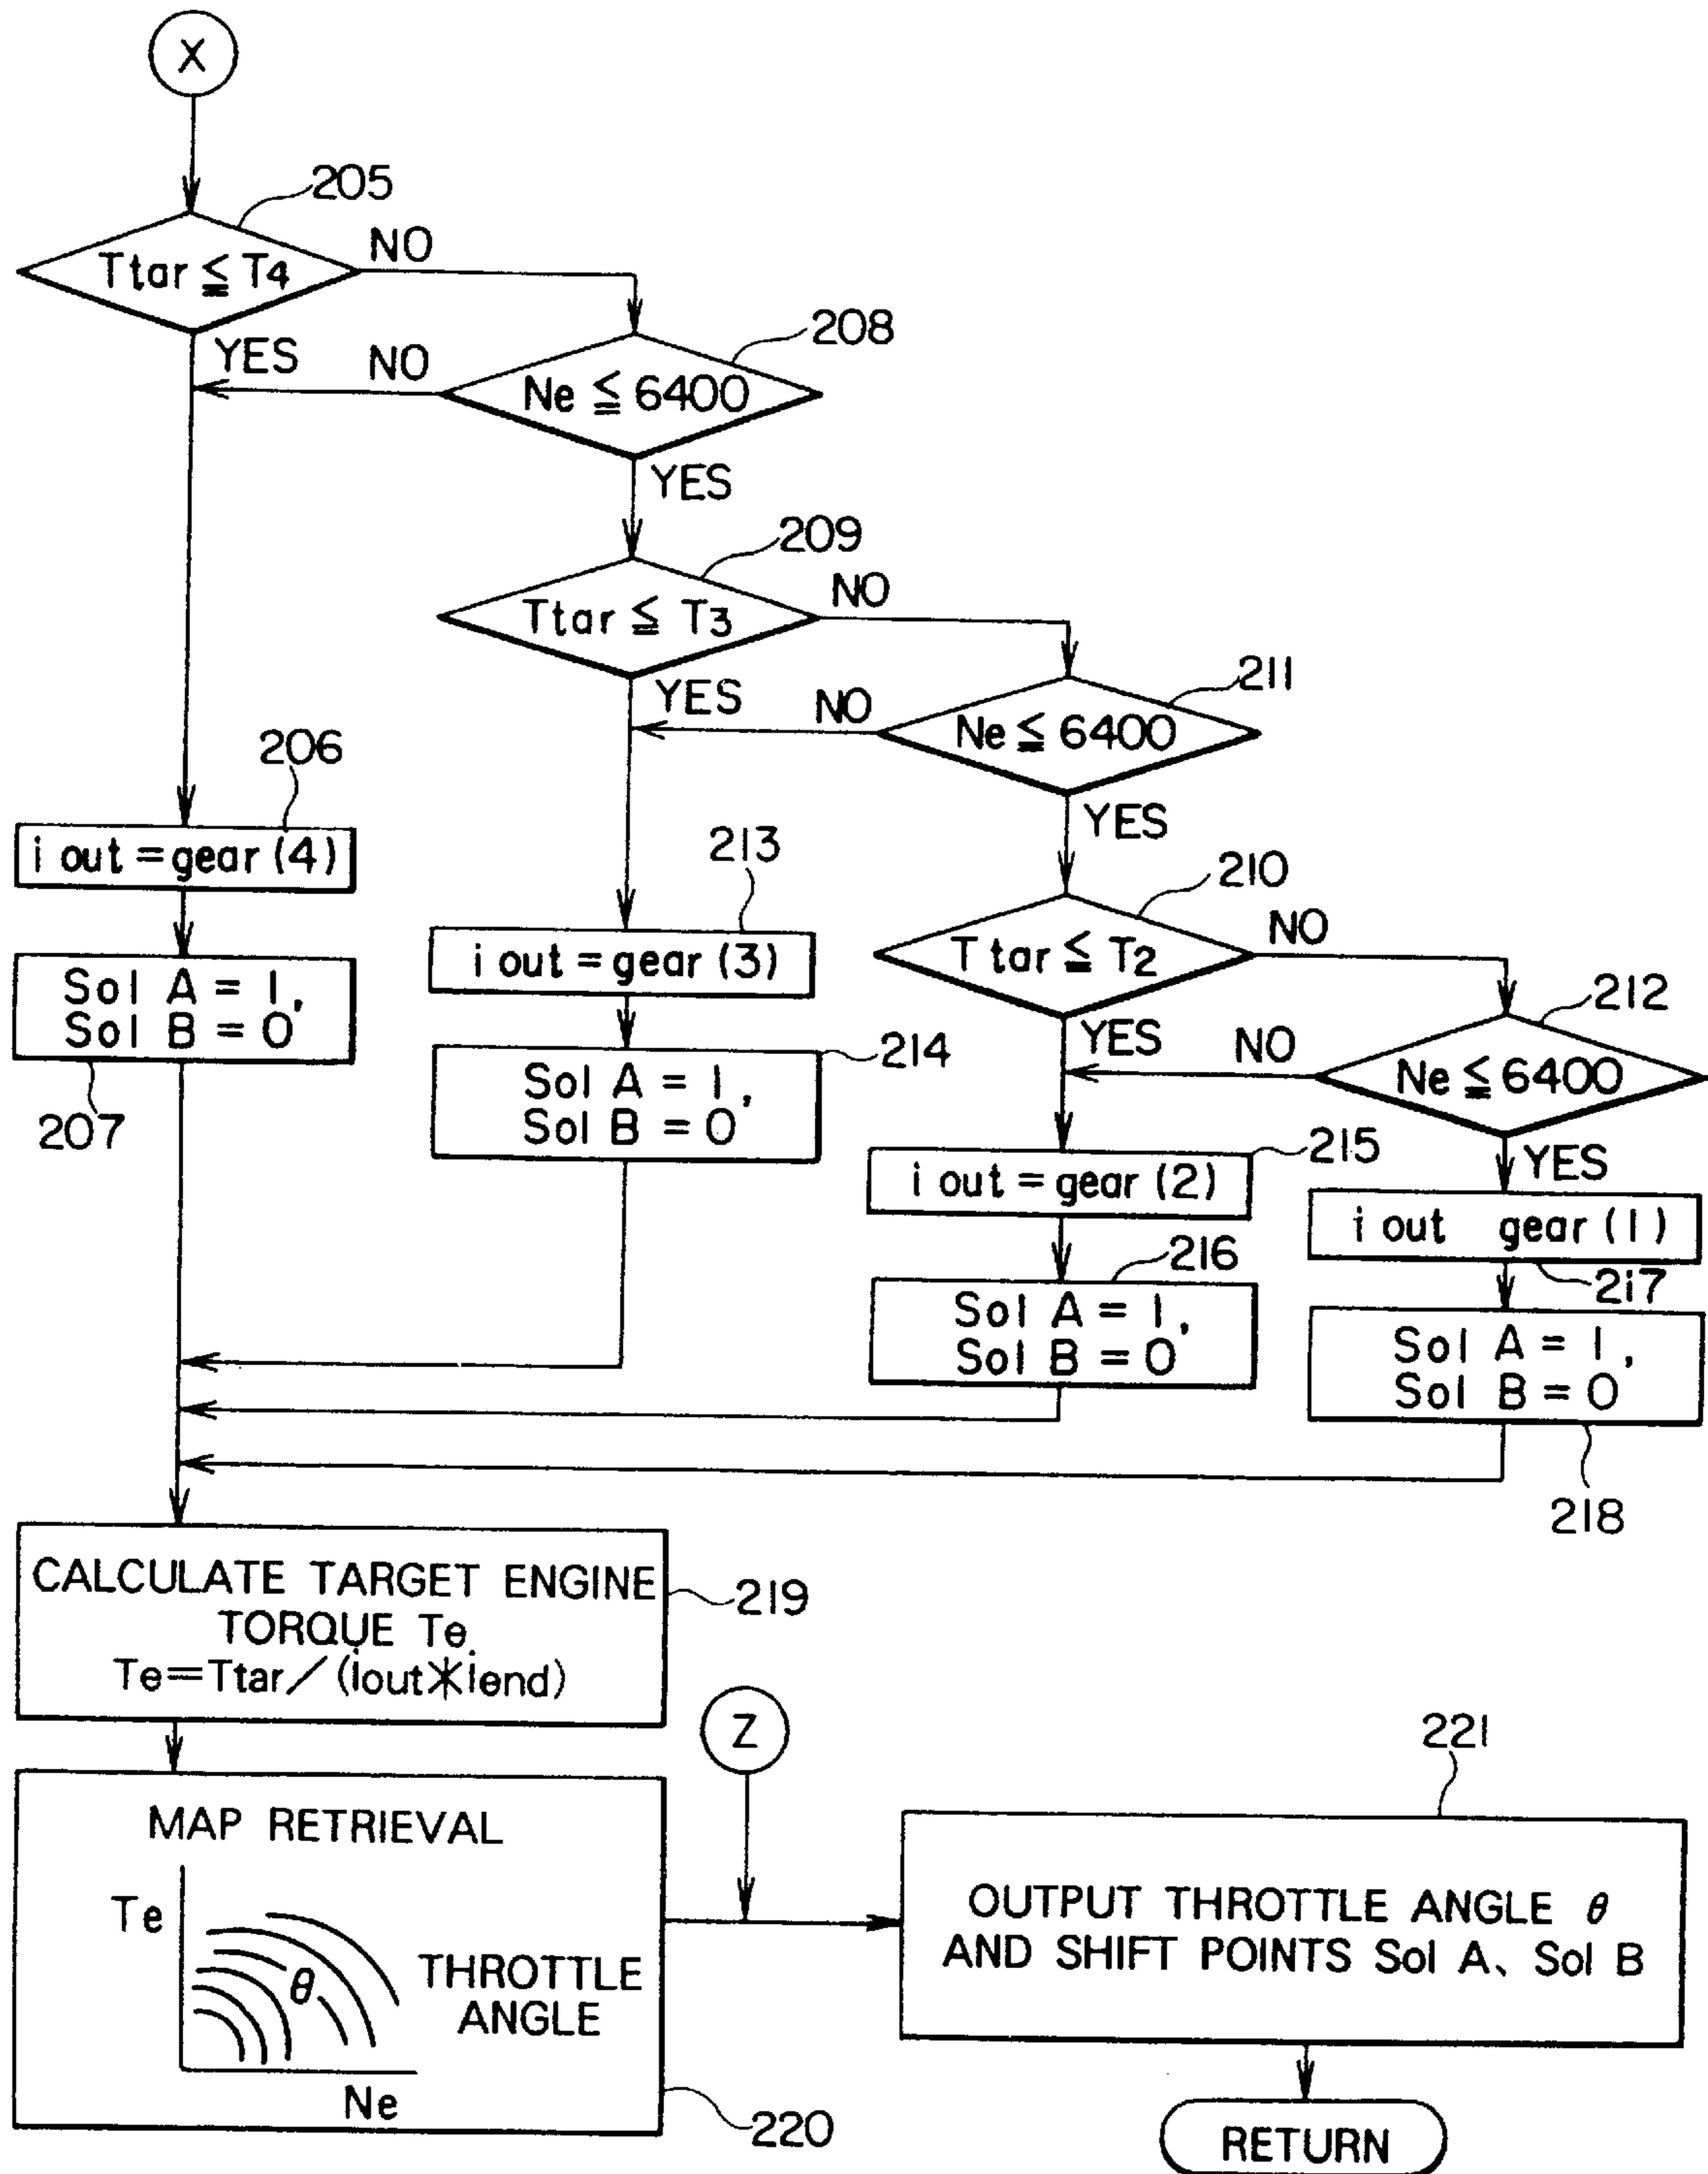 X
205
Ttar ≦ T4
NO
YES
208
Ne ≦ 6400
NO
YES
209
Ttar ≦ T3
NO
YES
211
Ne ≦ 6400
NO
YES
206
i out = gear (4)
213
i out = gear (3)
210
T tar ≦ T2
NO
YES
212
Ne ≦ 6400
NO
YES
Sol A = 1,
Sol B = 0
207
Sol A = 1,
Sol B = 0
214
215
i out = gear (2)
i out gear (1)
217
216
Sol A = 1,
Sol B = 0
Sol A = 1,
Sol B = 0
218
CALCULATE TARGET ENGINE
TORQUE Te
Te=Ttar/(iout*iend)
219
Z
221
MAP RETRIEVAL
Te
θ
THROTTLE
ANGLE
Ne
220
OUTPUT THROTTLE ANGLE θ
AND SHIFT POINTS Sol A、Sol B
RETURN